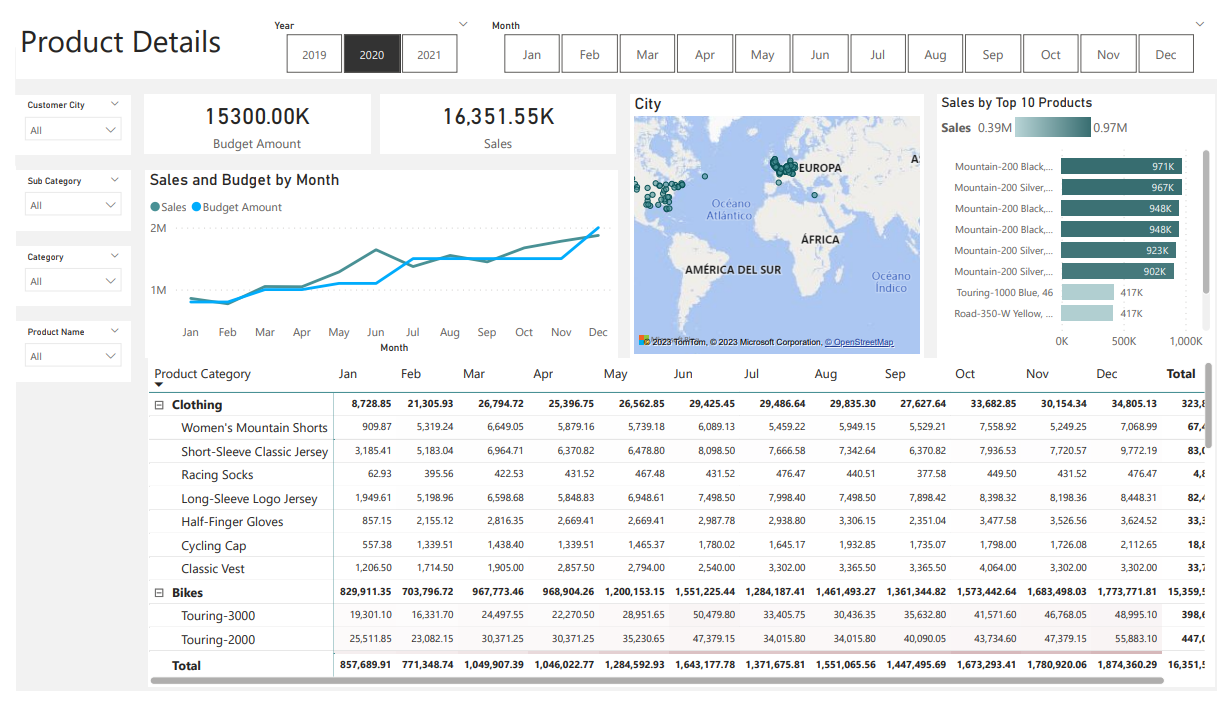 Product Details
Year
2019 2020 2021
Month
Jan Feb Mar Apr May Jun Jul Aug Sep Oct Nov Dec
Customer City
All
Sub Category
All
Category
All
Product Name
All
15300.00K
Budget Amount
16,351.55K
Sales
Sales and Budget by Month
Sales Budget Amount
2M
1M
Jan Feb Mar Apr May Jun Jul Aug Sep Oct Nov Dec
Month
City
EUROPA
Océano
Atlántico
ÁFRICA
AMÉRICA DEL SUR
Océano
Índico
© 2023 TomTom, © 2023 Microsoft Corporation, © OpenStreetMap
Sales by Top 10 Products
Sales 0.39M 0.97M
Mountain-200 Black,... 971K
Mountain-200 Silver,... 967K
Mountain-200 Black,... 948K
Mountain-200 Black,... 948K
Mountain-200 Silver,... 923K
Mountain-200 Silver,... 902K
Touring-1000 Blue, 46 417K
Road-350-W Yellow, ... 417K
0K 500K 1,000K
Product Category Jan Feb Mar Apr May Jun Jul Aug Sep Oct Nov Dec Total
Clothing 8,728.85 21,305.93 26,794.72 25,396.75 26,562.85 29,425.45 29,486.64 29,835.30 27,627.64 33,682.85 30,154.34 34,805.13 323,8
Women's Mountain Shorts 909.87 5,319.24 6,649.05 5,879.16 5,739.18 6,089.13 5,459.22 5,949.15 5,529.21 7,558.92 5,249.25 7,068.99 67,4
Short-Sleeve Classic Jersey 3,185.41 5,183.04 6,964.71 6,370.82 6,478.80 8,098.50 7,666.58 7,342.64 6,370.82 7,936.53 7,720.57 9,772.19 83,0
Racing Socks 62.93 395.56 422.53 431.52 467.48 431.52 476.47 440.51 377.58 449.50 431.52 476.47 4,8
Long-Sleeve Logo Jersey 1,949.61 5,198.96 6,598.68 5,848.83 6,948.61 7,498.50 7,998.40 7,498.50 7,898.42 8,398.32 8,198.36 8,448.31 82,4
Half-Finger Gloves 857.15 2,155.12 2,816.35 2,669.41 2,669.41 2,987.78 2,938.80 3,306.15 2,351.04 3,477.58 3,526.56 3,624.52 33,3
Cycling Cap 557.38 1,339.51 1,438.40 1,339.51 1,465.37 1,780.02 1,645.17 1,932.85 1,735.07 1,798.00 1,726.08 2,112.65 18,8
Classic Vest 1,206.50 1,714.50 1,905.00 2,857.50 2,794.00 2,540.00 3,302.00 3,365.50 3,365.50 4,064.00 3,302.00 3,302.00 33,7
Bikes 829,911.35 703,796.72 967,773.46 968,904.26 1,200,153.15 1,551,225.44 1,284,187.41 1,461,493.27 1,361,344.82 1,573,442.64 1,683,498.03 1,773,771.81 15,359,5
Touring-3000 19,301.10 16,331.70 24,497.55 22,270.50 28,951.65 50,479.80 33,405.75 30,436.35 35,632.80 41,571.60 46,768.05 48,995.10 398,6
Touring-2000 25,511.85 23,082.15 30,371.25 30,371.25 35,230.65 47,379.15 34,015.80 34,015.80 40,090.05 43,734.60 47,379.15 55,883.10 447,0
Total 857,689.91 771,348.74 1,049,907.39 1,046,022.77 1,284,592.93 1,643,177.78 1,371,675.81 1,551,065.56 1,447,495.69 1,673,293.41 1,780,920.06 1,874,360.29 16,351,5